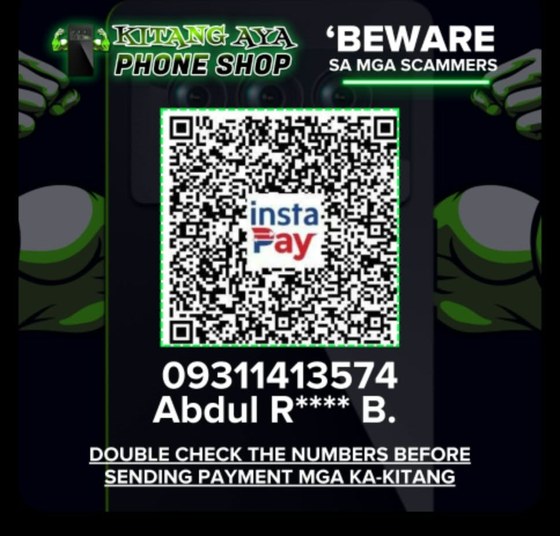 KITANG AYA
PHONE SHOP
‘BEWARE
SA MGA SCAMMERS
insta
Pay
09311413574
Abdul R**** B.
DOUBLE CHECK THE NUMBERS BEFORE
SENDING PAYMENT MGA KA-KITANG